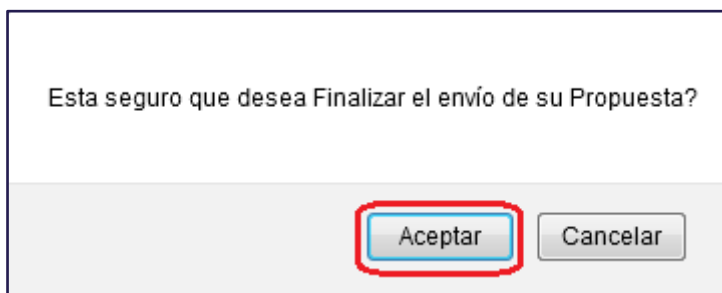 Esta seguro que desea Finalizar el envío de su Propuesta?
Aceptar Cancelar